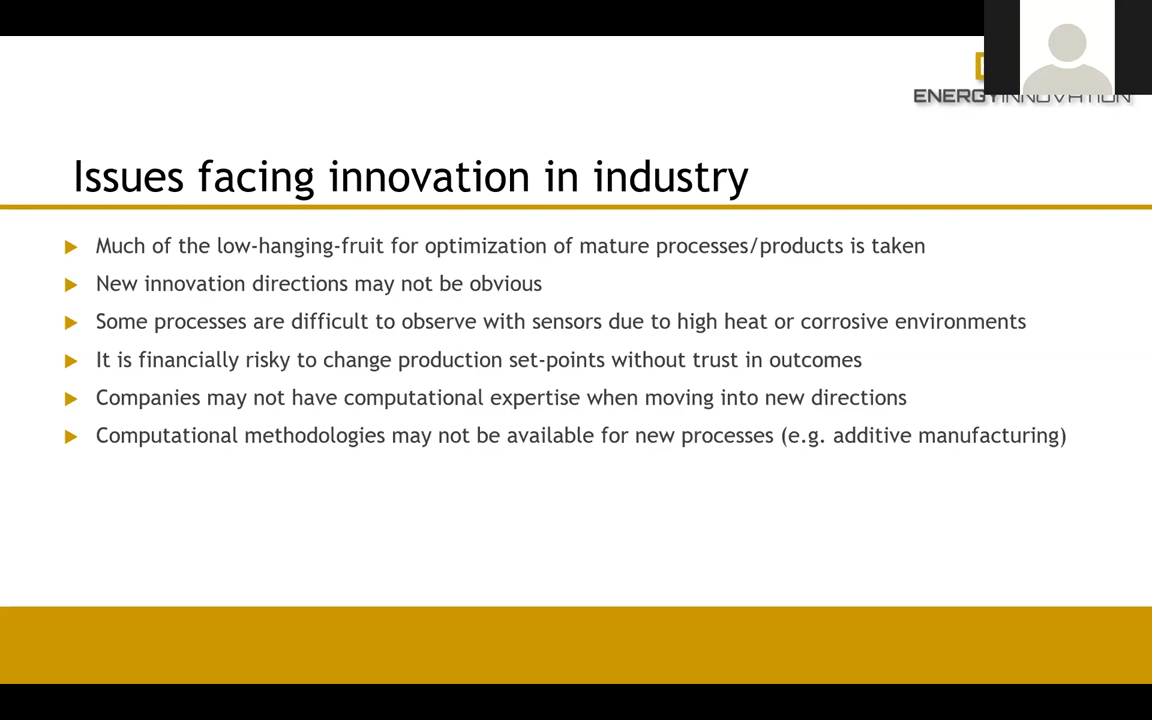 ENERGYINNOVATION
Issues facing innovation in industry
Much of the low-hanging-fruit for optimization of mature processes/products is taken
New innovation directions may not be obvious
Some processes are difficult to observe with sensors due to high heat or corrosive environments
It is financially risky to change production set-points without trust in outcomes
Companies may not have computational expertise when moving into new directions
Computational methodologies may not be available for new processes (e.g. additive manufacturing)